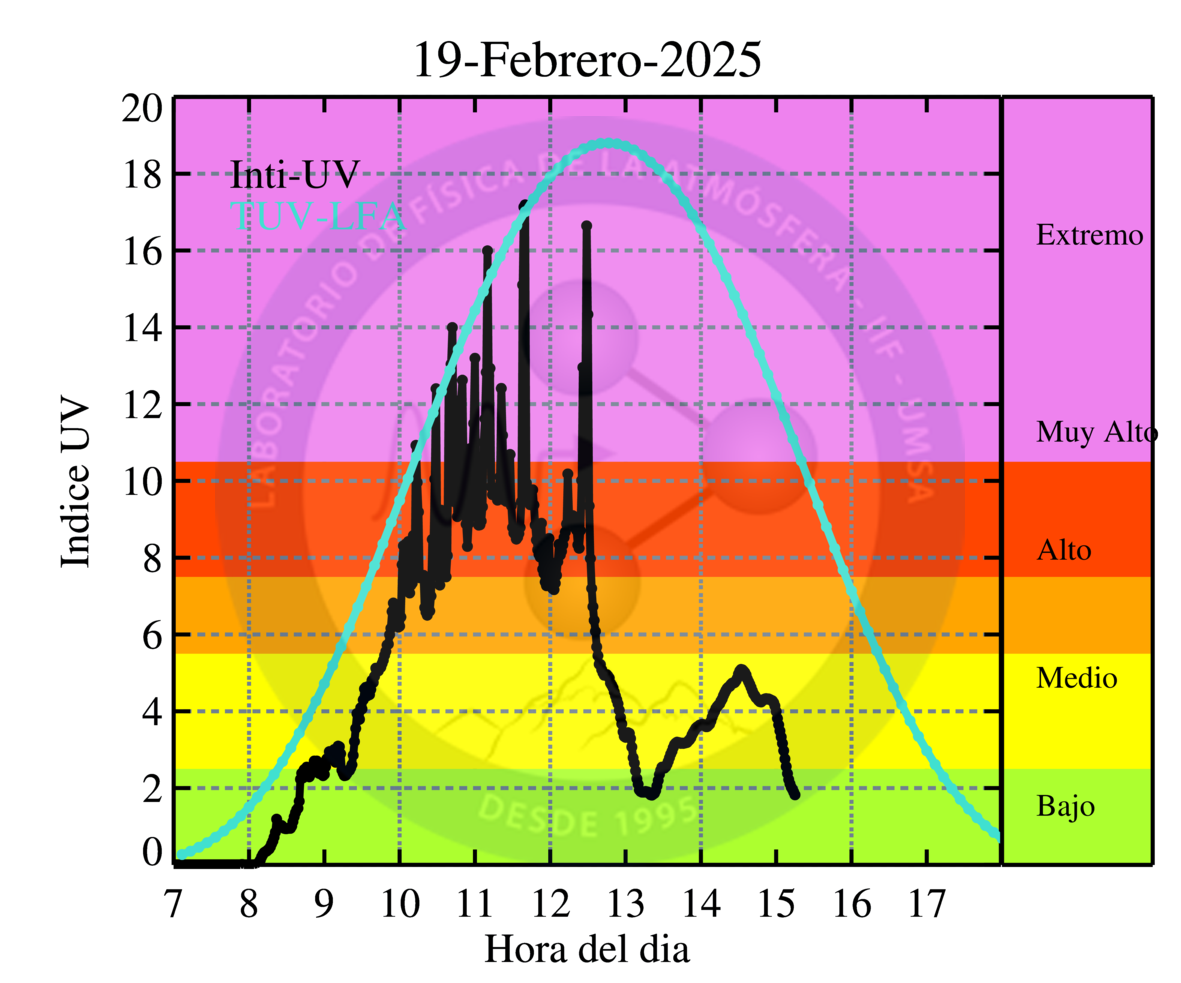 19-Febrero-2025
Inti-UV
TUV-LFA
LABORATORIO DE FÍSICA DE LA ATMÓSFERA - IIF - UMSA
DESDE 1995
Indice UV
20
18
16
14
12
10
8
6
4
2
0
Extremo
Muy Alto
Alto
Medio
Bajo
7 8 9 10 11 12 13 14 15 16 17
Hora del dia